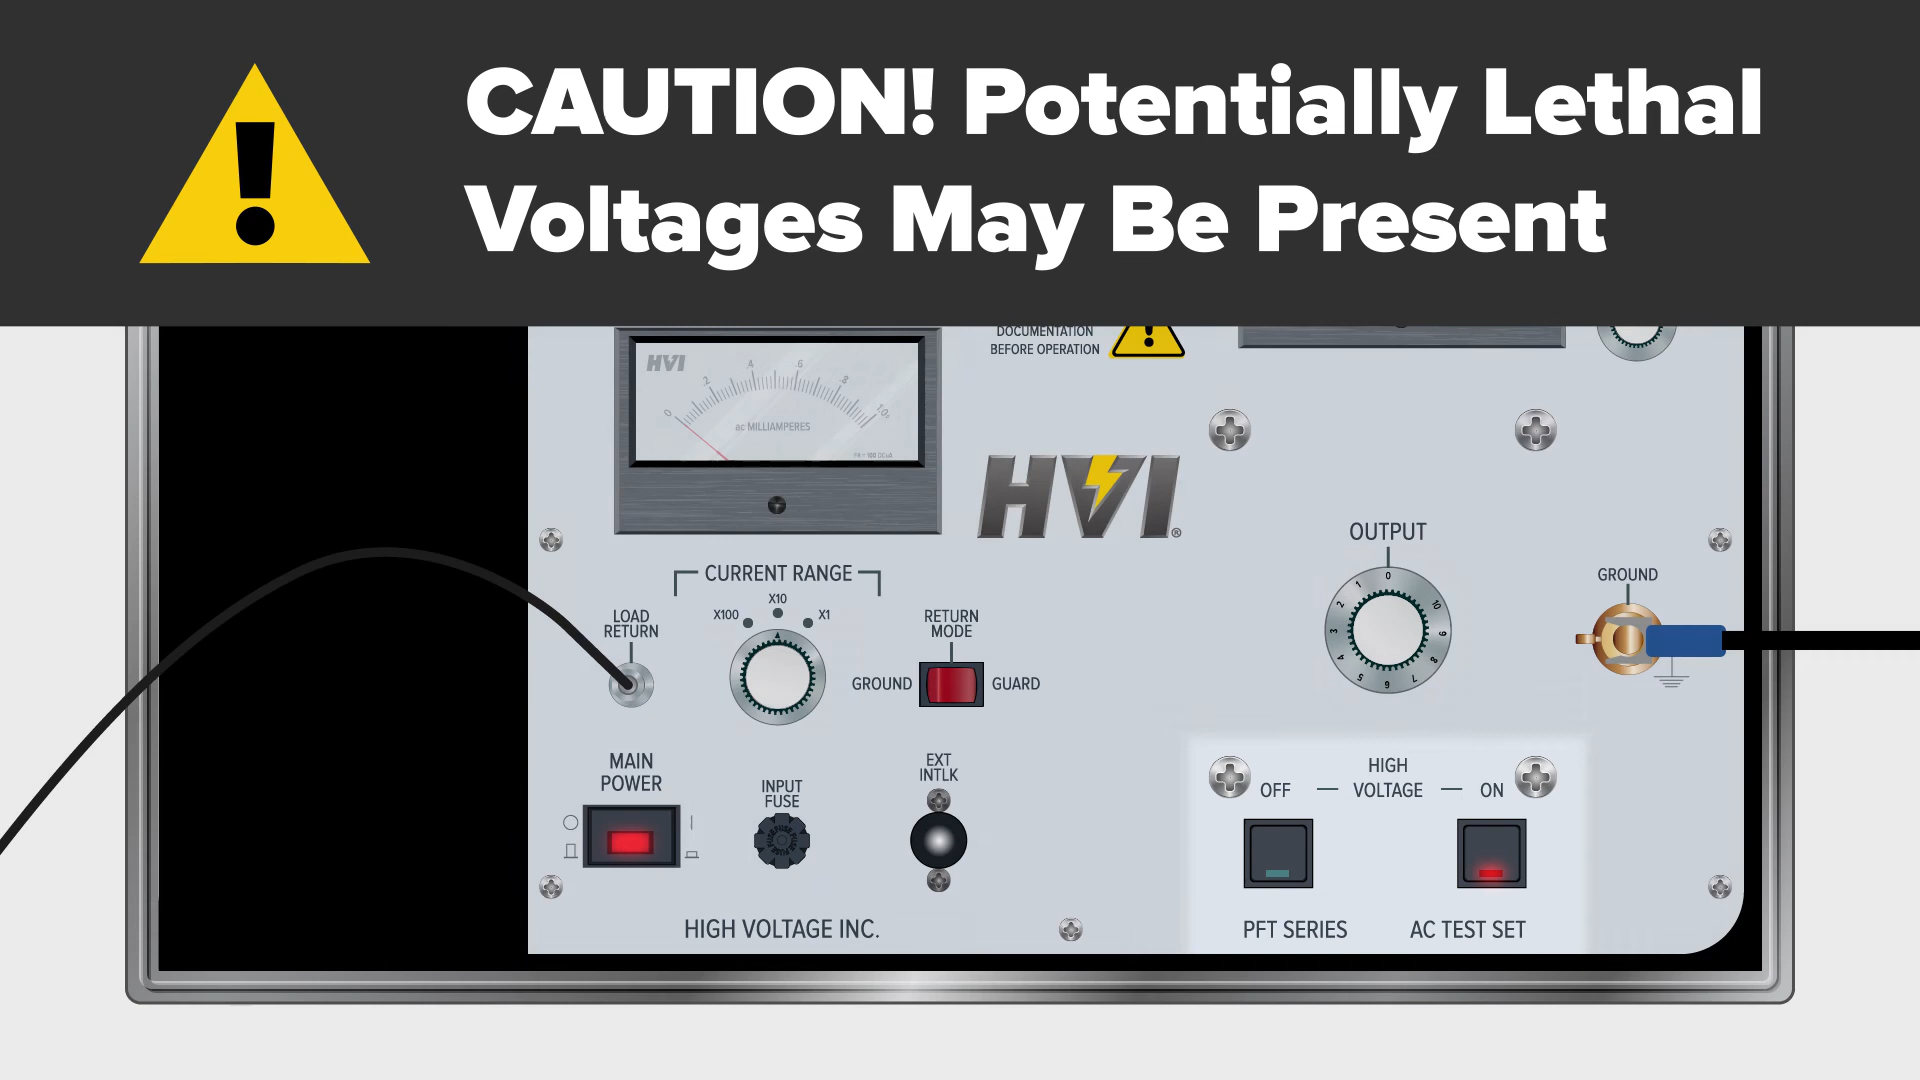 CAUTION! Potentially Lethal
Voltages May Be Present
DOCUMENTATION
BEFORE OPERATION
HVI
0 .2 .4 .6 .8 1.0
ac MILLIAMPERES
HVI®
OUTPUT
0 1 2 3 4 5 6 7 8 9 10
GROUND
CURRENT RANGE
X100 X10 X1
LOAD
RETURN
RETURN
MODE
GROUND GUARD
MAIN
POWER
INPUT
FUSE
EXT
INTLK
HIGH
OFF — VOLTAGE — ON
HIGH VOLTAGE INC.
PFT SERIES AC TEST SET